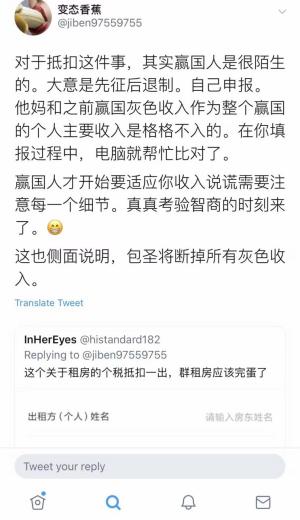 变态香蕉
@jiben97559755
对于抵扣这件事，其实赢国人是很陌生
的。大意是先征后退制。自己申报。
他妈和之前赢国灰色收入作为整个赢国
的个人主要收入是格格不入的。在你填
报过程中，电脑就帮忙比对了。
赢国人才开始要适应你收入说谎需要注
意每一个细节。真真考验智商的时刻来
了。😁
这也侧面说明，包圣将断掉所有灰色收
入。
Translate Tweet
InHerEyes @histandard182
Replying to @jiben97559755
这个关于租房的个税抵扣一出，群租房应该完蛋了
出租方（个人）姓名
请输入房东姓名
Tweet your reply